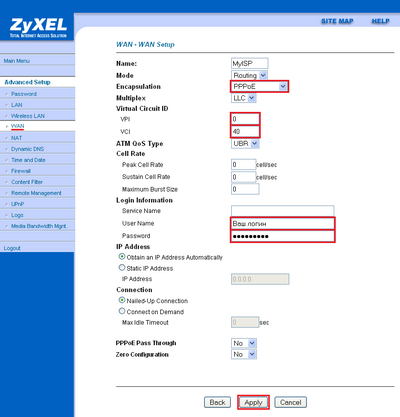 ZyXEL
TOTAL INTERNET ACCESS SOLUTION
SITE MAP HELP
Main Menu
Advanced Setup
Password
LAN
Wireless LAN
WAN
NAT
Dynamic DNS
Time and Date
Firewall
Content Filter
Remote Management
UPnP
Logs
Media Bandwidth Mgnt.
Logout
WAN - WAN Setup
Name: MyISP
Mode Routing
Encapsulation PPPoE
Multiplex LLC
Virtual Circuit ID
VPI 0
VCI 40
ATM QoS Type UBR
Cell Rate
Peak Cell Rate 0 cell/sec
Sustain Cell Rate 0 cell/sec
Maximum Burst Size 0
Login Information
Service Name
User Name Ваш логин
Password ●●●●●●●●●
IP Address
Obtain an IP Address Automatically
Static IP Address
IP Address 0.0.0.0
Connection
Nailed-Up Connection
Connect on Demand
Max Idle Timeout 0 sec
PPPoE Pass Through No
Zero Configuration No
Back Apply Cancel